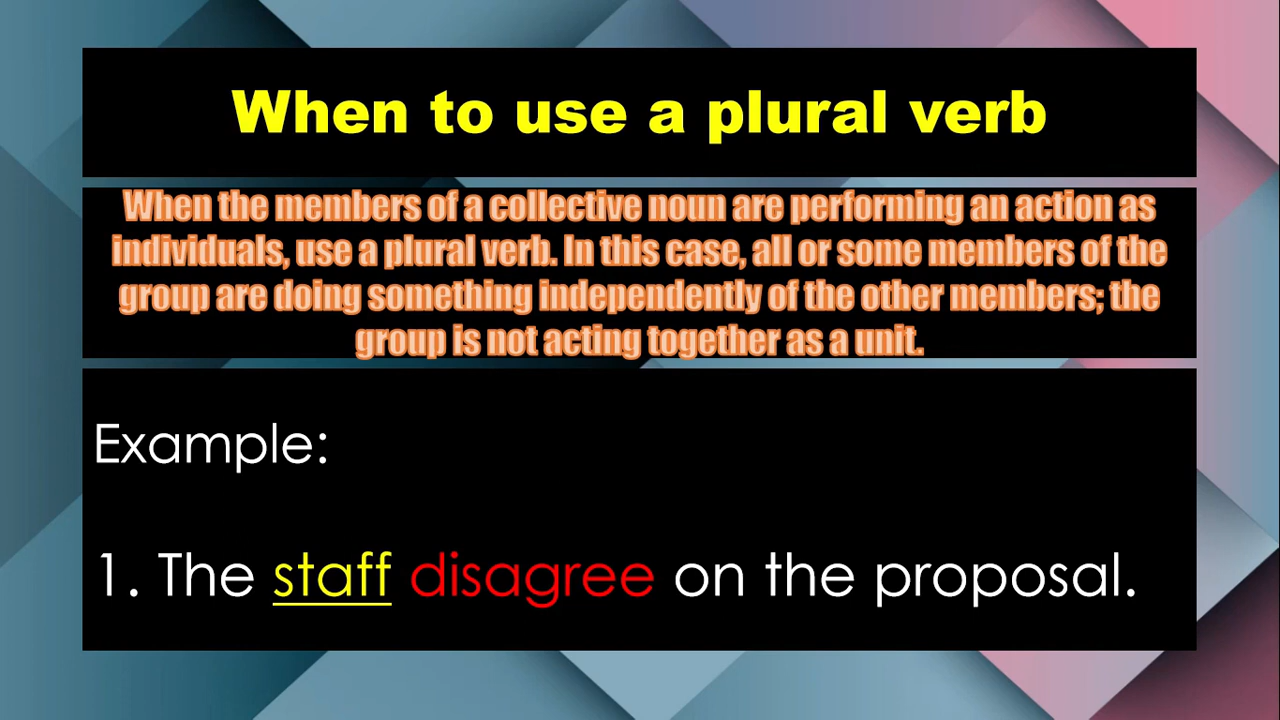 When to use a plural verb
When the members of a collective noun are performing an action as
individuals, use a plural verb. In this case, all or some members of the
group are doing something independently of the other members; the
group is not acting together as a unit.
Example:
1. The staff disagree on the proposal.